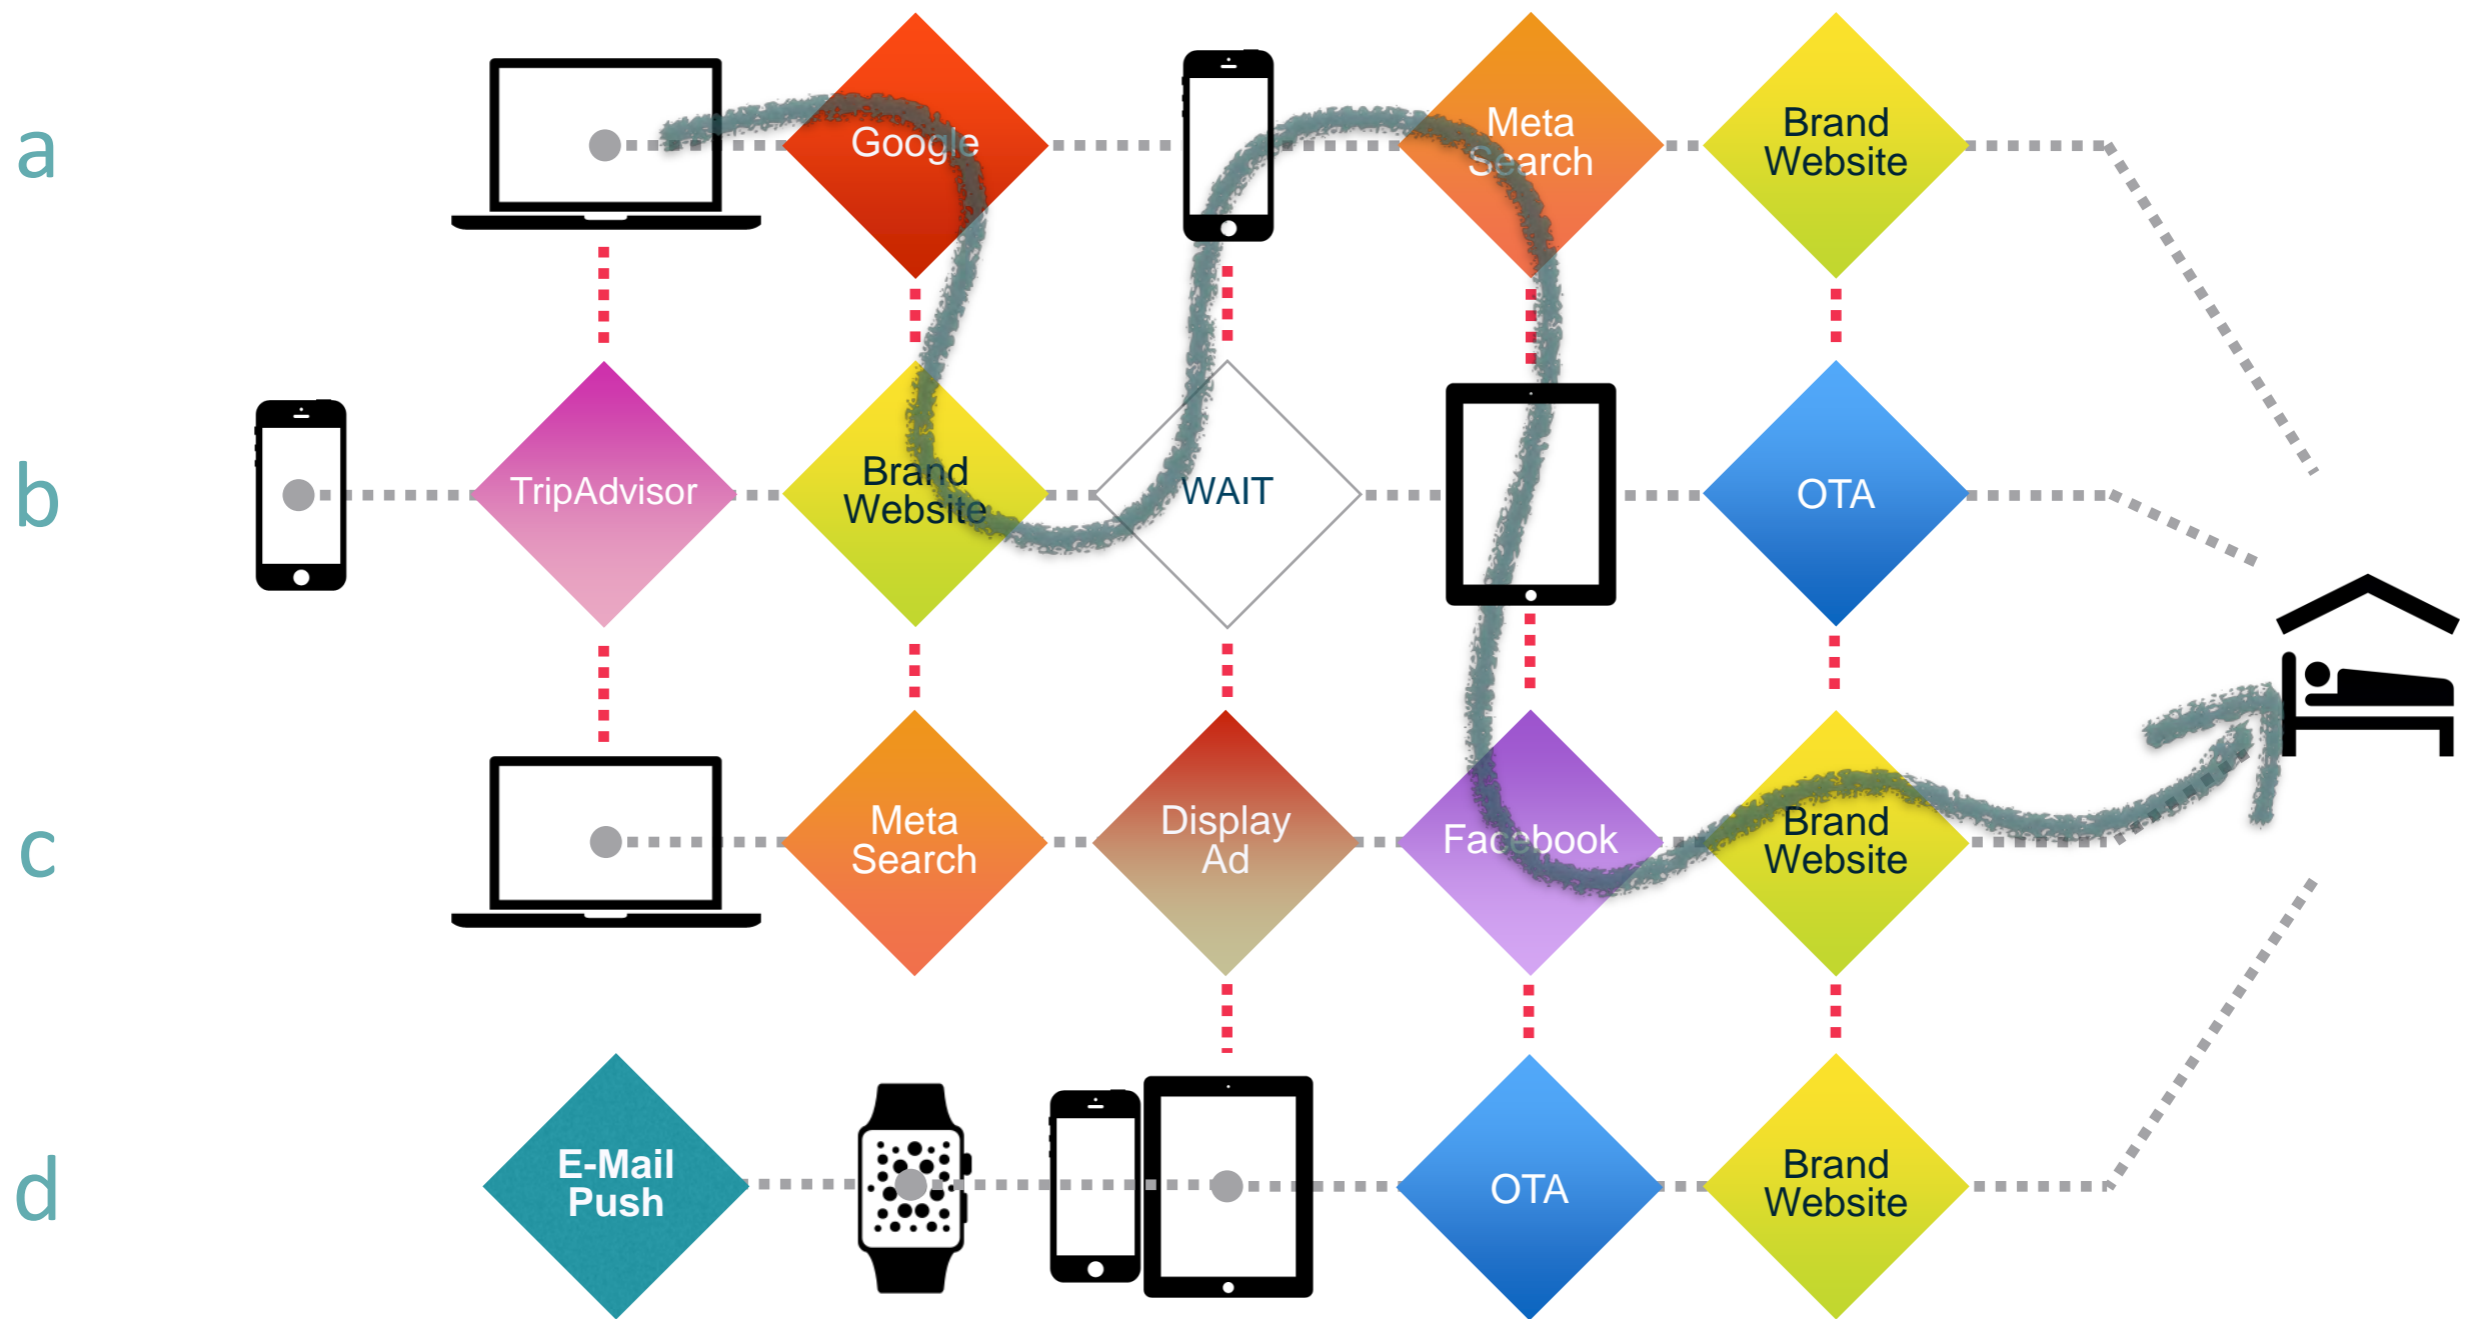 a
Google
Meta
Search
Brand
Website
b
TripAdvisor
Brand
Website
WAIT
OTA
c
Meta
Search
Display
Ad
Facebook
Brand
Website
d
E-Mail
Push
OTA
Brand
Website